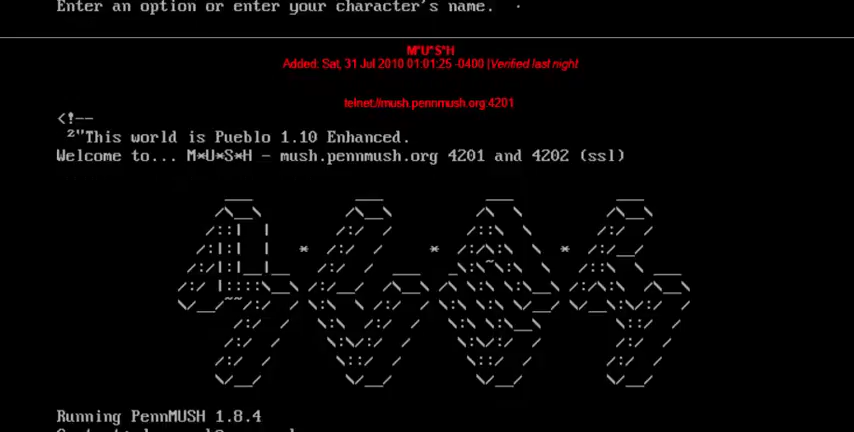 Enter an option or enter your character's name.
M*U*S*H
Added: Sat, 31 Jul 2010 01:01:25 -0400 |Verified last night
telnet://mush.pennmush.org:4201
<!--
²"This world is Pueblo 1.10 Enhanced.
Welcome to... M*U*S*H - mush.pennmush.org 4201 and 4202 (ssl)
Running PennMUSH 1.8.4